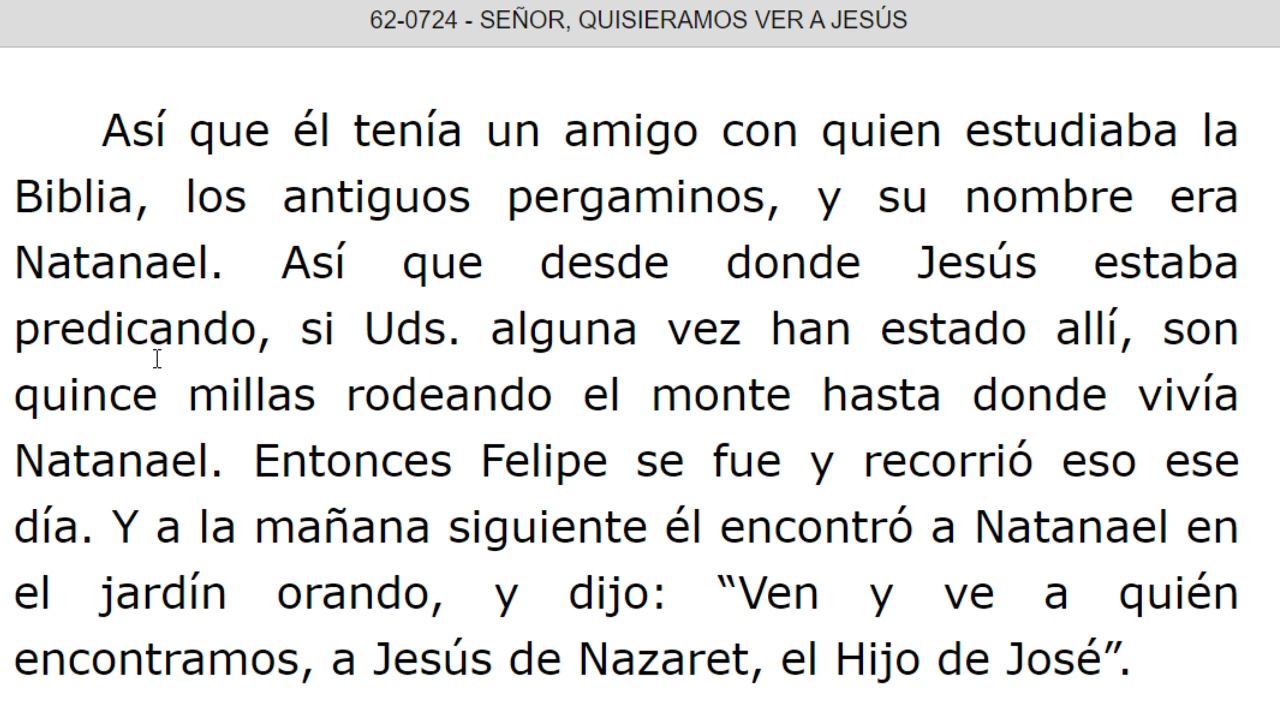 62-0724 - SEÑOR, QUISIERAMOS VER A JESÚS
Así que él tenía un amigo con quien estudiaba la
Biblia, los antiguos pergaminos, y su nombre era
Natanael. Así que desde donde Jesús estaba
predicando, si Uds. alguna vez han estado allí, son
quince millas rodeando el monte hasta donde vivía
Natanael. Entonces Felipe se fue y recorrió eso ese
día. Y a la mañana siguiente él encontró a Natanael en
el jardín orando, y dijo: “Ven y ve a quién
encontramos, a Jesús de Nazaret, el Hijo de José”.